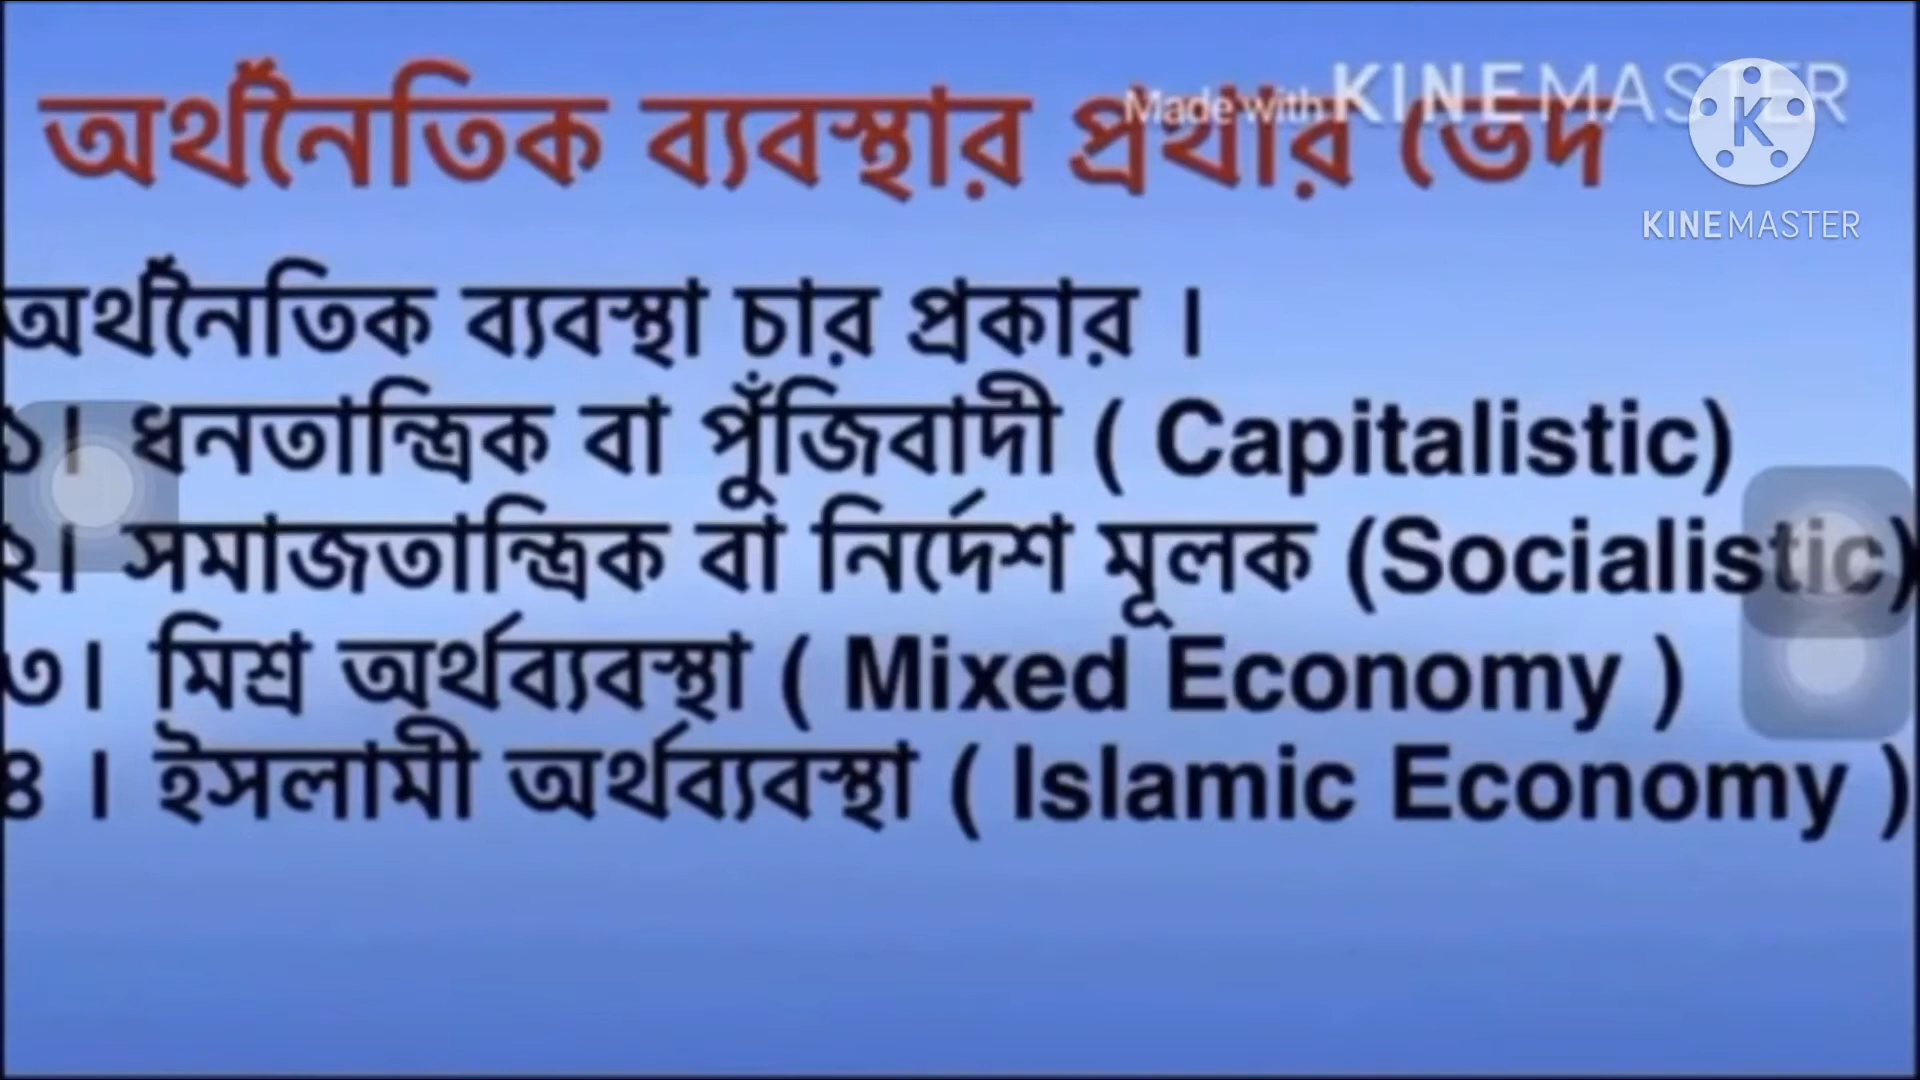 অর্থনৈতিক ব্যবস্থার প্রথার ভেদ
Made with KINEMASTER
KINEMASTER
অর্থনৈতিক ব্যবস্থা চার প্রকার ।
১। ধনতান্ত্রিক বা পুঁজিবাদী ( Capitalistic)
২। সমাজতান্ত্রিক বা নির্দেশ মূলক (Socialistic)
৩। মিশ্র অর্থব্যবস্থা ( Mixed Economy )
৪ । ইসলামী অর্থব্যবস্থা ( Islamic Economy )